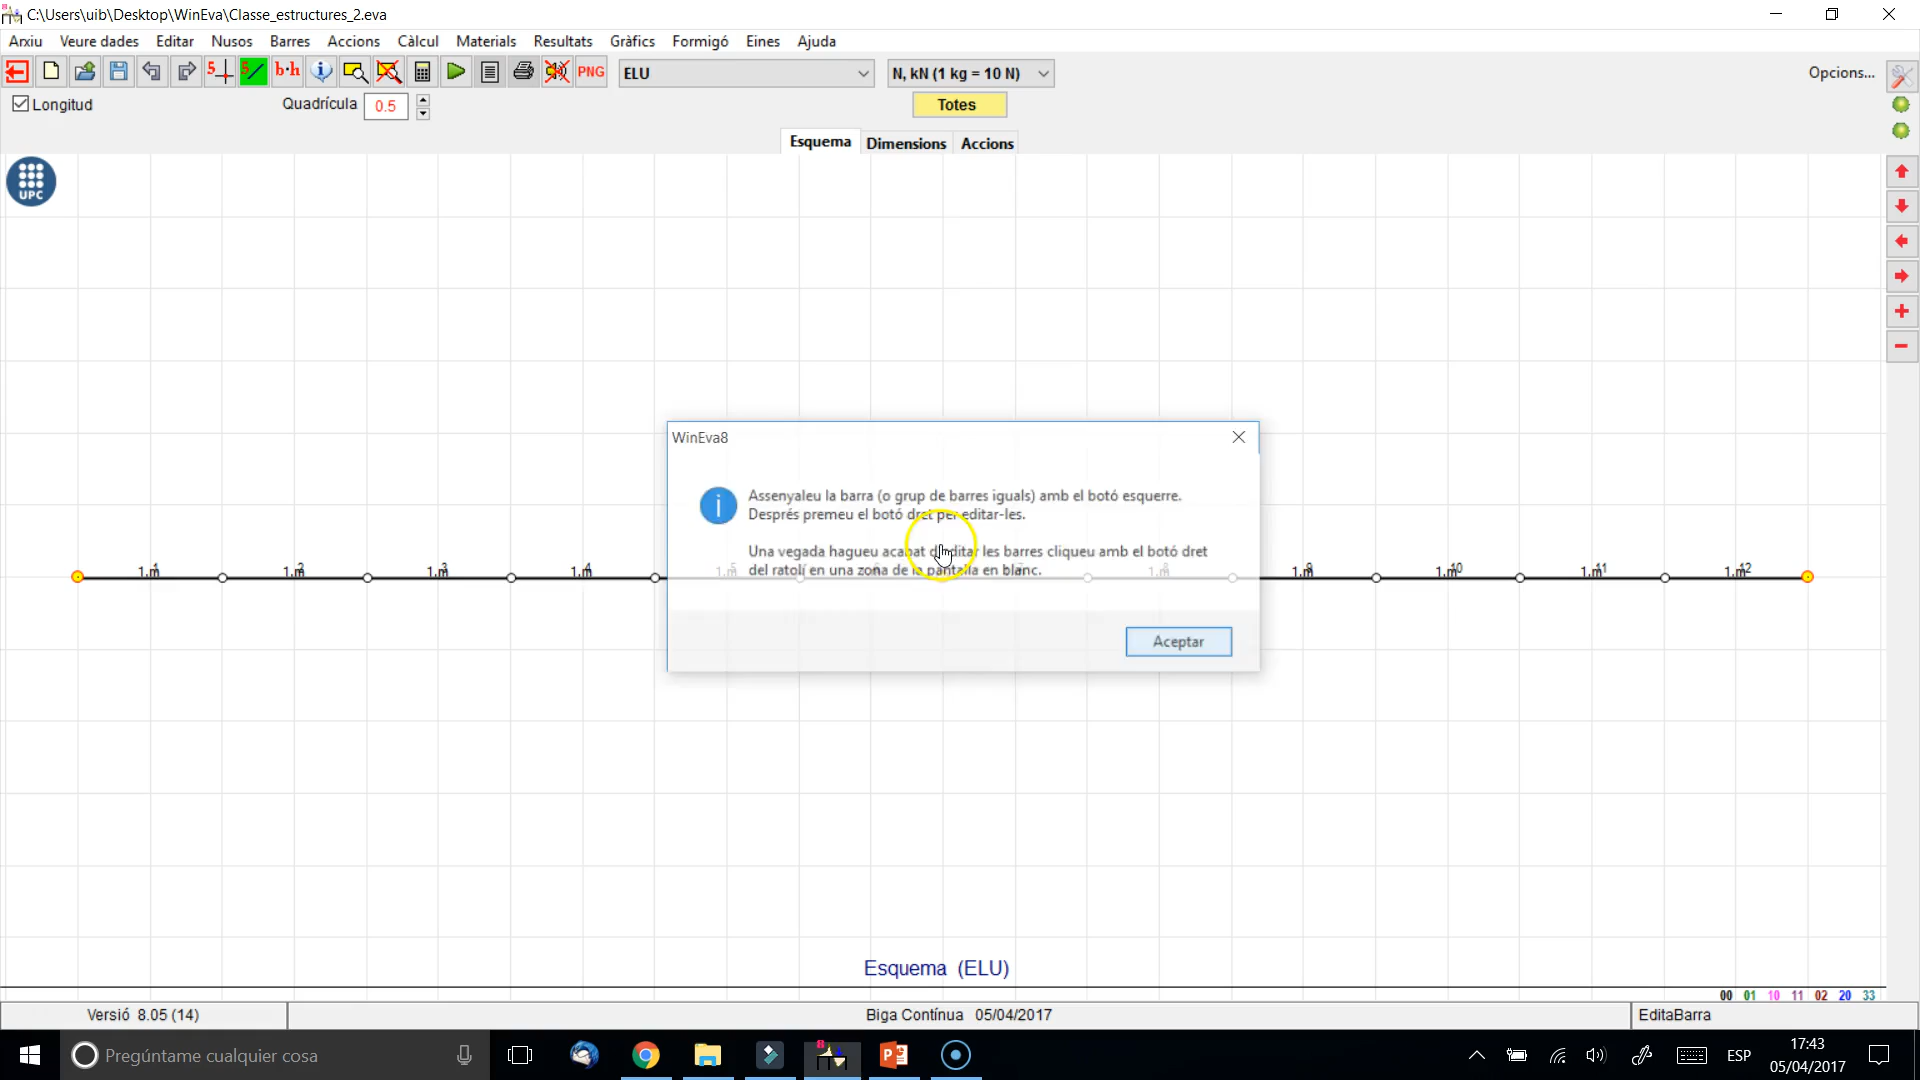 C:\Users\uib\Desktop\WinEva\Classe_estructures_2.eva
Arxiu Veure dades Editar Nusos Barres Accions Càlcul Materials Resultats Gràfics Formigó Eines Ajuda
5 5 b·h PNG ELU N, kN (1 kg = 10 N) Opcions...
Longitud Quadrícula 0.5 Totes
Esquema Dimensions Accions
UPC
WinEva8
Assenyaleu la barra (o grup de barres iguals) amb el botó esquerre.
Després premeu el botó dret per editar-les.
Una vegada hagueu acabat d'editar les barres cliqueu amb el botó dret
del ratolí en una zona de la pantalla en blanc.
Aceptar
Esquema (ELU)
00 01 10 11 02 20 33
Versió 8.05 (14) Biga Contínua 05/04/2017 EditaBarra
Pregúntame cualquier cosa ESP 17:43
05/04/2017